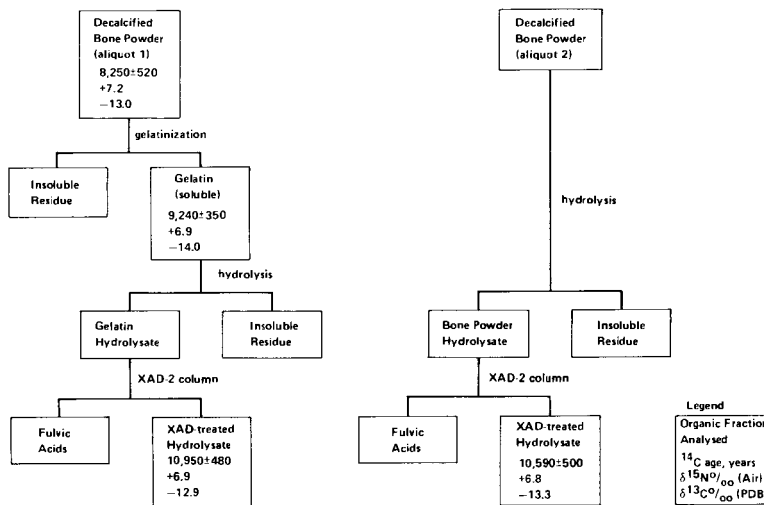 Decalcified
Bone Powder
(aliquot 1)
8,250±520
+7.2
−13.0
gelatinization
Insoluble
Residue
Gelatin
(soluble)
9,240±350
+6.9
−14.0
hydrolysis
Gelatin
Hydrolysate
Insoluble
Residue
XAD-2 column
Fulvic
Acids
XAD-treated
Hydrolysate
10,950±480
+6.9
−12.9
Decalcified
Bone Powder
(aliquot 2)
hydrolysis
Bone Powder
Hydrolysate
Insoluble
Residue
XAD-2 column
Fulvic
Acids
XAD-treated
Hydrolysate
10,590±500
+6.8
−13.3
Legend
Organic Fraction
Analysed
¹⁴C age, years
δ¹⁵N⁰/₀₀ (Air)
δ¹³C⁰/₀₀ (PDB